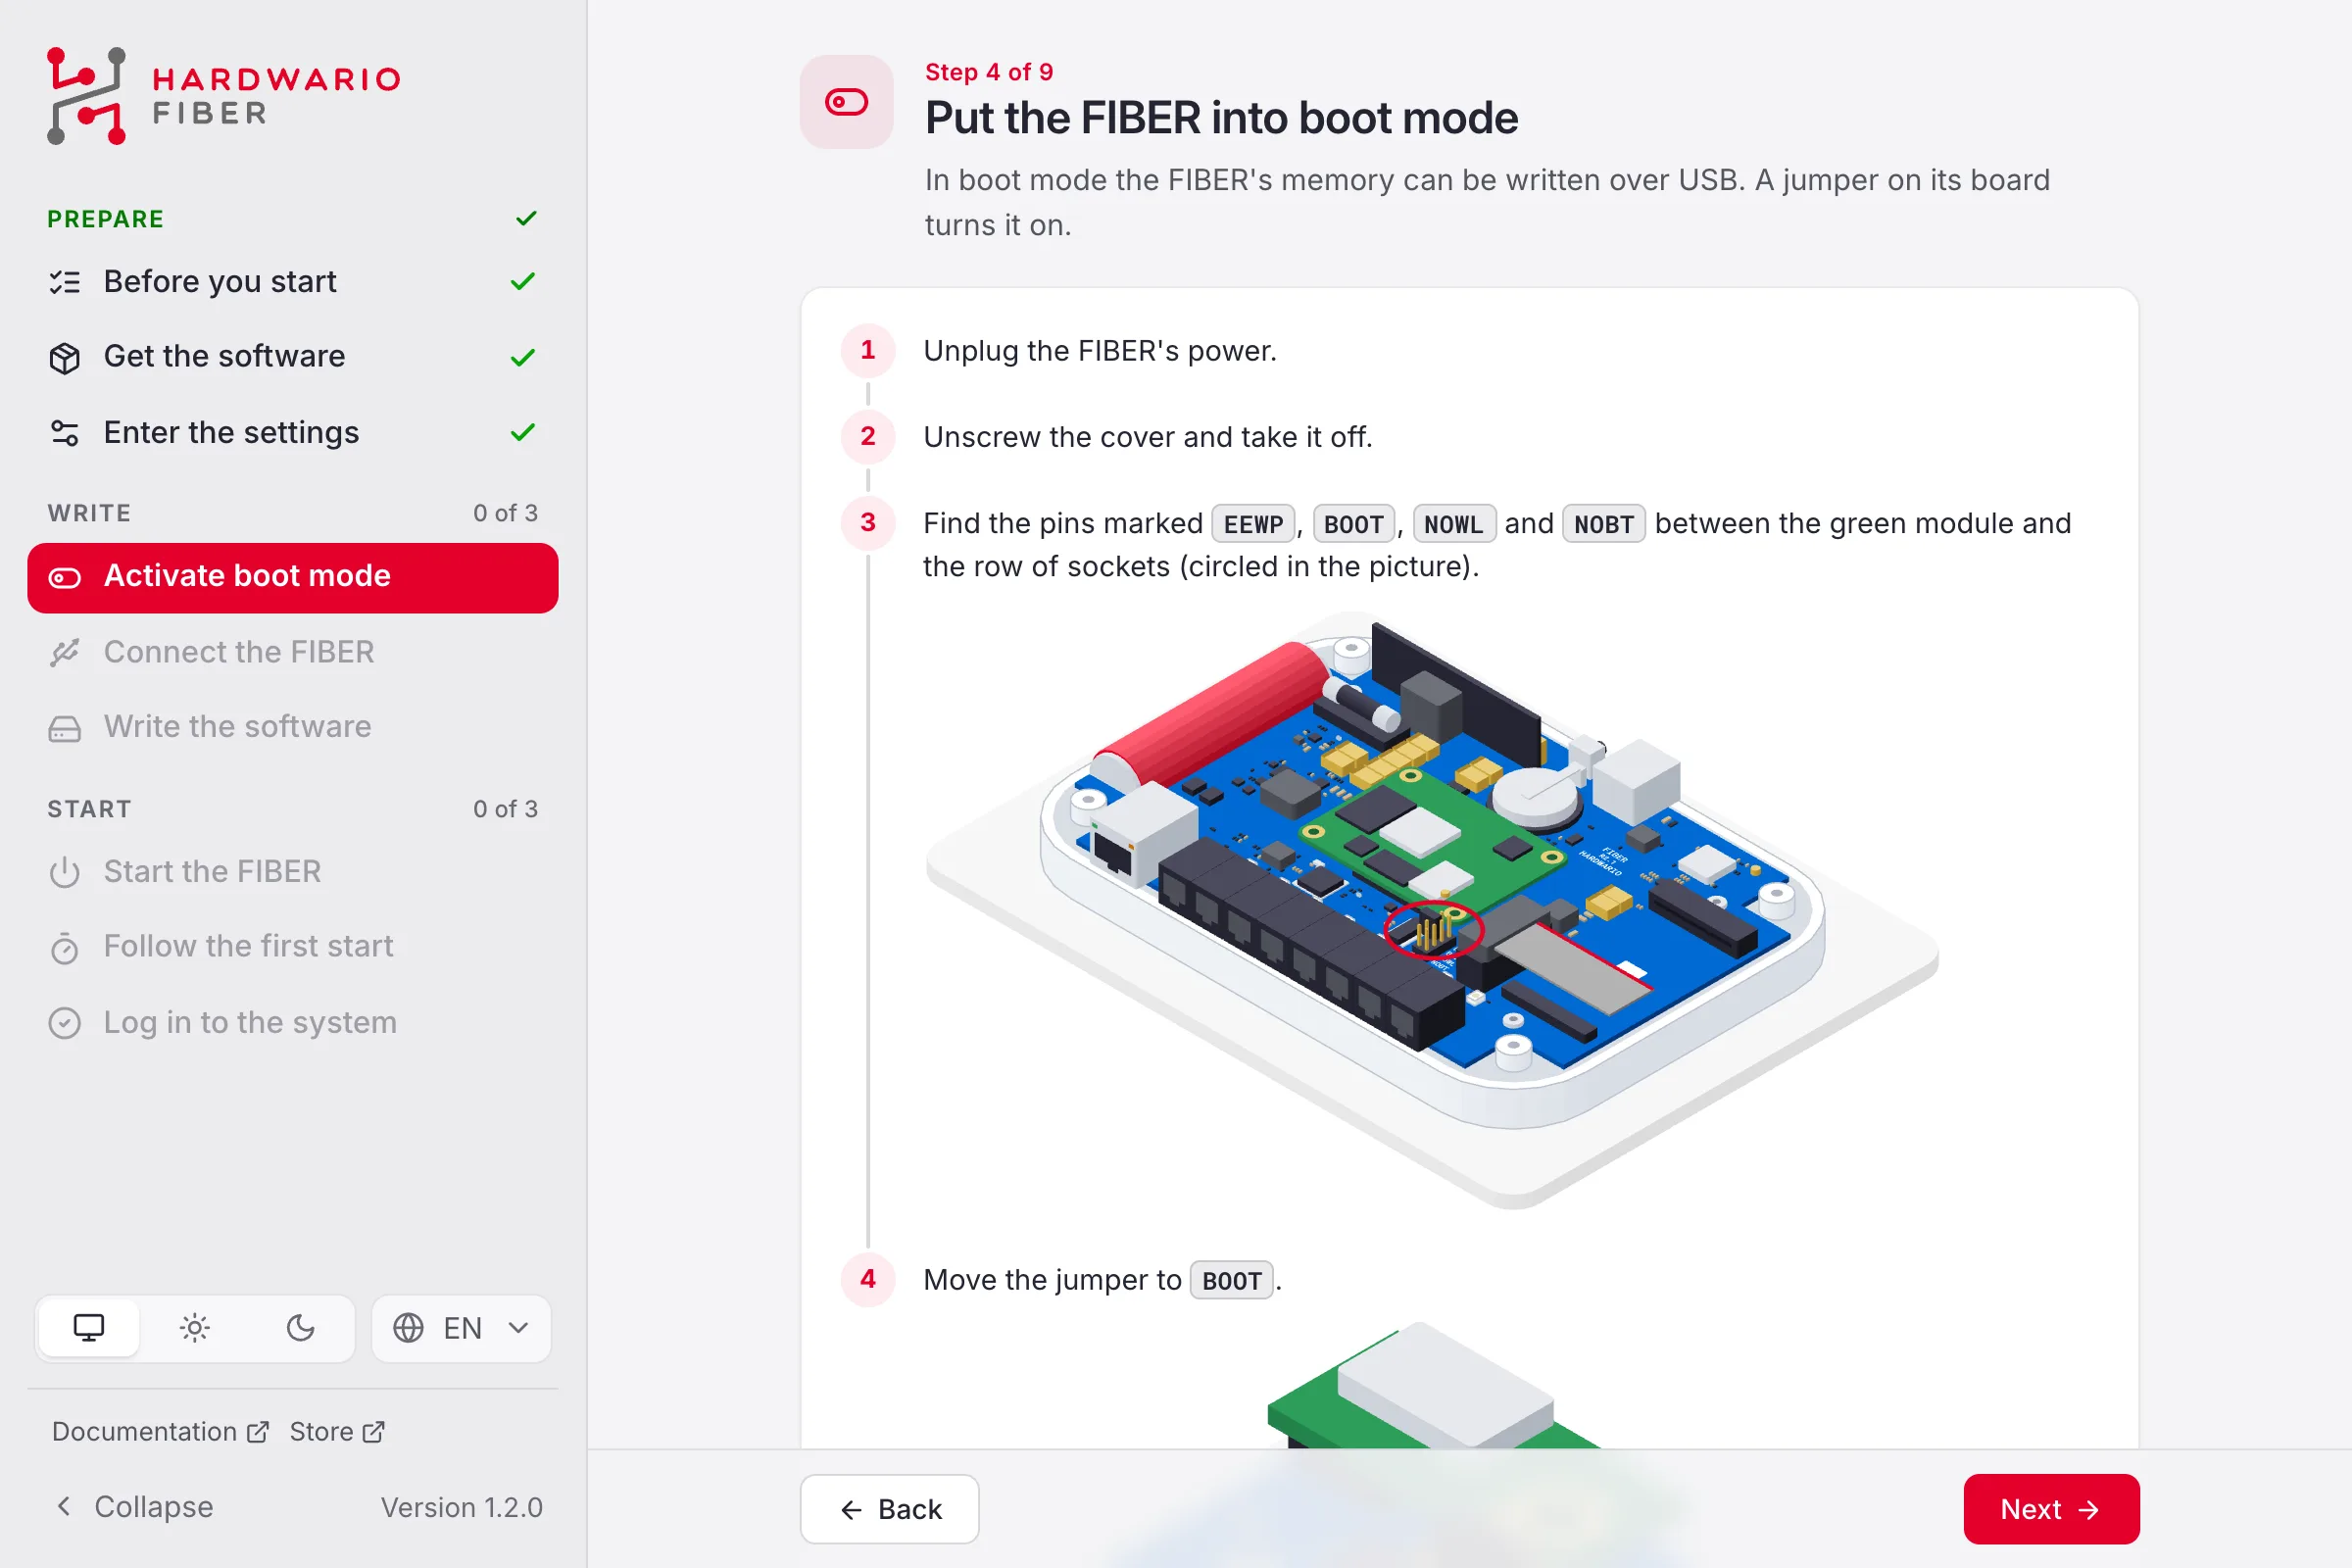 HARDWARIO
FIBER
PREPARE
Before you start
Get the software
Enter the settings
WRITE 0 of 3
Activate boot mode
Connect the FIBER
Write the software
START 0 of 3
Start the FIBER
Follow the first start
Log in to the system
EN
Documentation Store
Collapse Version 1.2.0
Step 4 of 9
Put the FIBER into boot mode
In boot mode the FIBER's memory can be written over USB. A jumper on its board
turns it on.
1 Unplug the FIBER's power.
2 Unscrew the cover and take it off.
3 Find the pins marked EEWP, BOOT, NOWL and NOBT between the green module and
the row of sockets (circled in the picture).
FIBER
HARDWARIO
4 Move the jumper to BOOT.
Back
Next